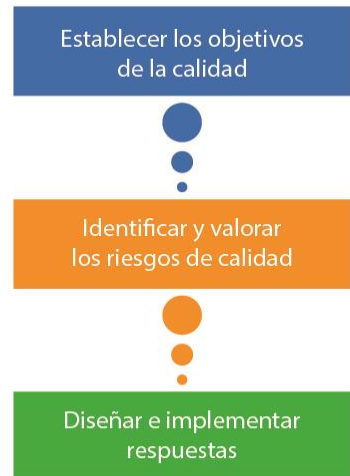 Establecer los objetivos
de la calidad
Identificar y valorar
los riesgos de calidad
Diseñar e implementar
respuestas